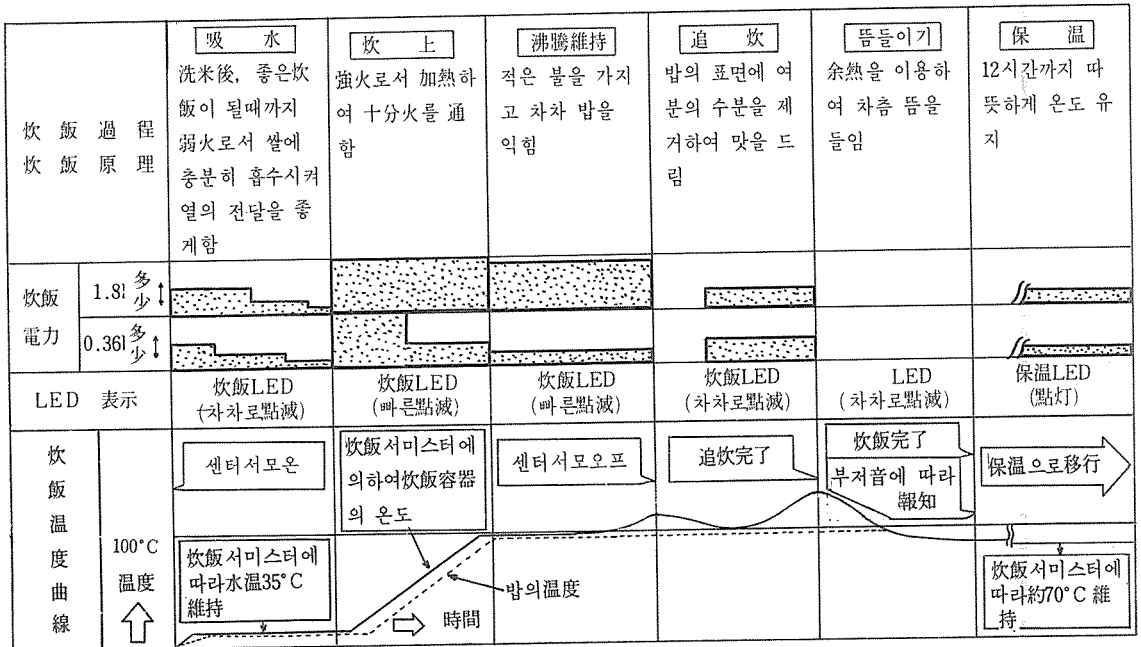 吸 水
炊 上
沸騰維持
追 炊
뜸들이기
保 温
炊 飯 過 程
炊 飯 原 理
洗米後, 좋은炊
飯이 될때까지
弱火로서 쌀에
충분히 흡수시켜
열의 전달을 좋
게함
強火로서 加熱하
여 十分火를 通
함
적은 불을 가지
고 차차 밥을
익힘
밥의 표면에 여
분의 수분을 제
거하여 맛을 드
림
余熱을 이용하
여 차츰 뜸을
들임
12시간까지 따
뜻하게 온도 유
지
炊飯
電力
1.8l 多
少
0.36l 多
少
LED 表示
炊飯LED
(차차로點滅)
炊飯LED
(빠른點滅)
炊飯LED
(빠른點滅)
炊飯LED
(차차로點滅)
LED
(차차로點滅)
保温LED
(點灯)
炊
飯
温
度
曲
線
100°C
温度
센터서모온
炊飯서미스터에
의하여炊飯容器
의 온도
센터서모오프
追炊完了
炊飯完了
부저音에 따라
報知
保温으로移行
炊飯서미스터에
따라水温35°C
維持
밥의温度
時間
炊飯서미스터에
따라約70°C 維
持